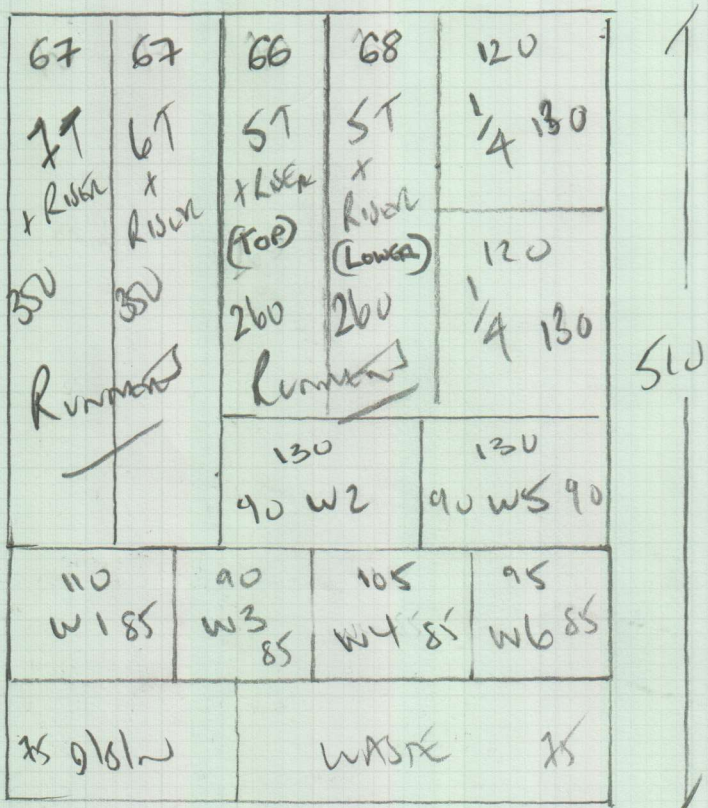 67
7T
+ RISER
350
67
6T
+
RISER
350
RUNNERS
66
5T
+ RISER
(TOP)
260
68
5T
+
RISER
(LOWER)
260
RUNNERS
120
1/4 130
120
1/4 130
510
130
90 W2
130
90 W5 90
110
W1 85
90
W3
85
105
W4 85
95
W6 85
75
WASTE 75